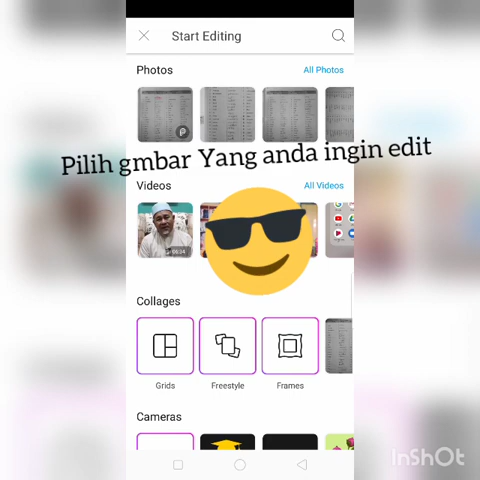 Start Editing
Photos
All Photos
Pilih gmbar Yang anda ingin edit
Videos
All Videos
Collages
Grids
Freestyle
Frames
Cameras
InShOt